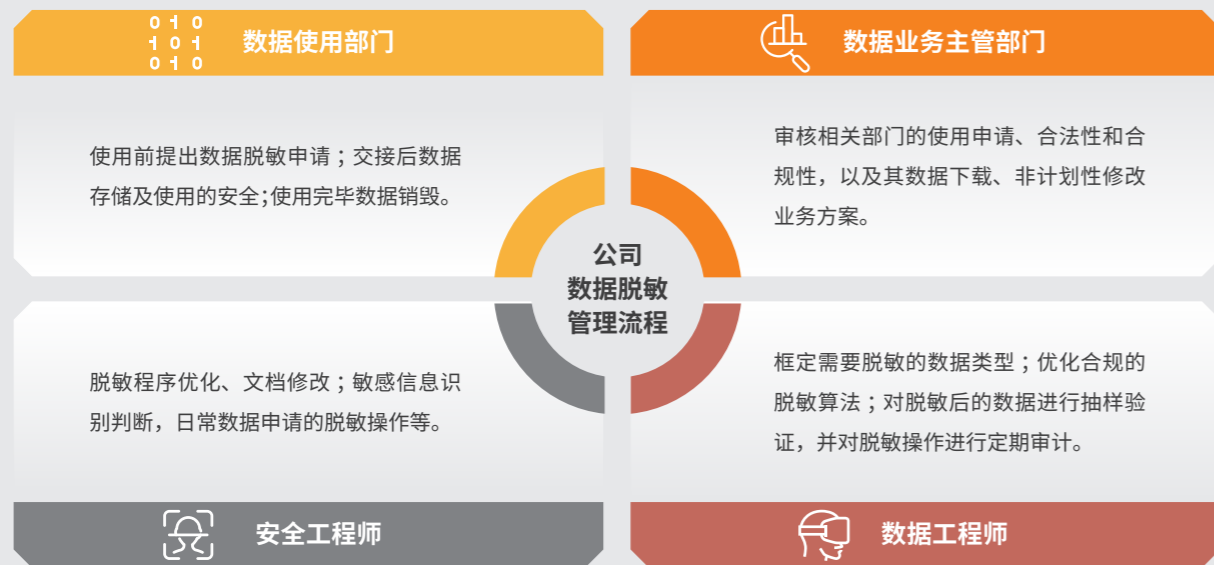 010
101
010
数据使用部门
使用前提出数据脱敏申请；交接后数据
存储及使用的安全;使用完毕数据销毁。
数据业务主管部门
审核相关部门的使用申请、合法性和合
规性，以及其数据下载、非计划性修改
业务方案。
公司
数据脱敏
管理流程
脱敏程序优化、文档修改；敏感信息识
别判断，日常数据申请的脱敏操作等。
安全工程师
框定需要脱敏的数据类型；优化合规的
脱敏算法；对脱敏后的数据进行抽样验
证，并对脱敏操作进行定期审计。
数据工程师